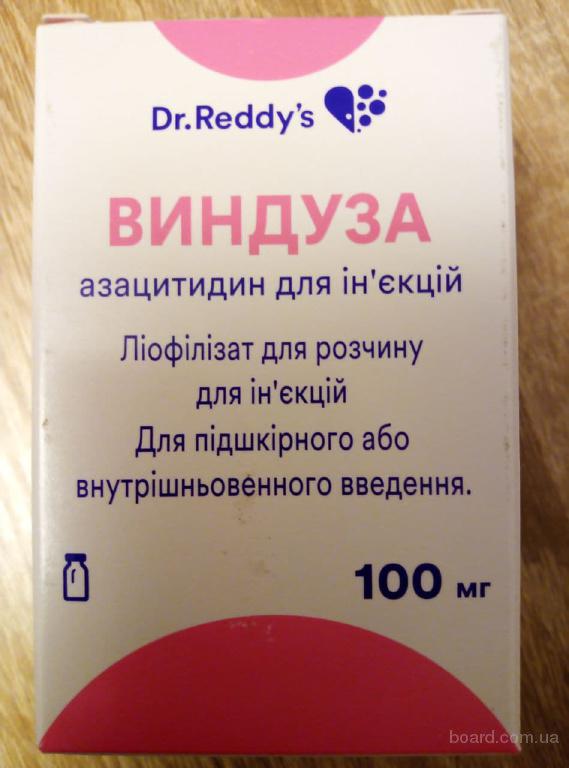 Dr.Reddy's
ВИНДУЗА
азацитидин для ін'єкцій
Ліофілізат для розчину
для ін'єкцій
Для підшкірного або
внутрішньовенного введення.
100 мг
board.com.ua